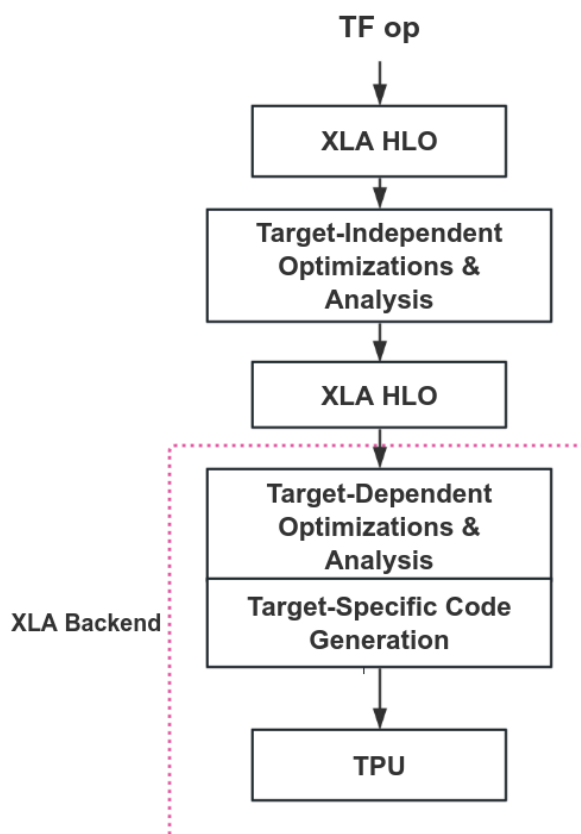 TF op
XLA HLO
Target-Independent
Optimizations &
Analysis
XLA HLO
Target-Dependent
Optimizations &
Analysis
XLA Backend
Target-Specific Code
Generation
TPU